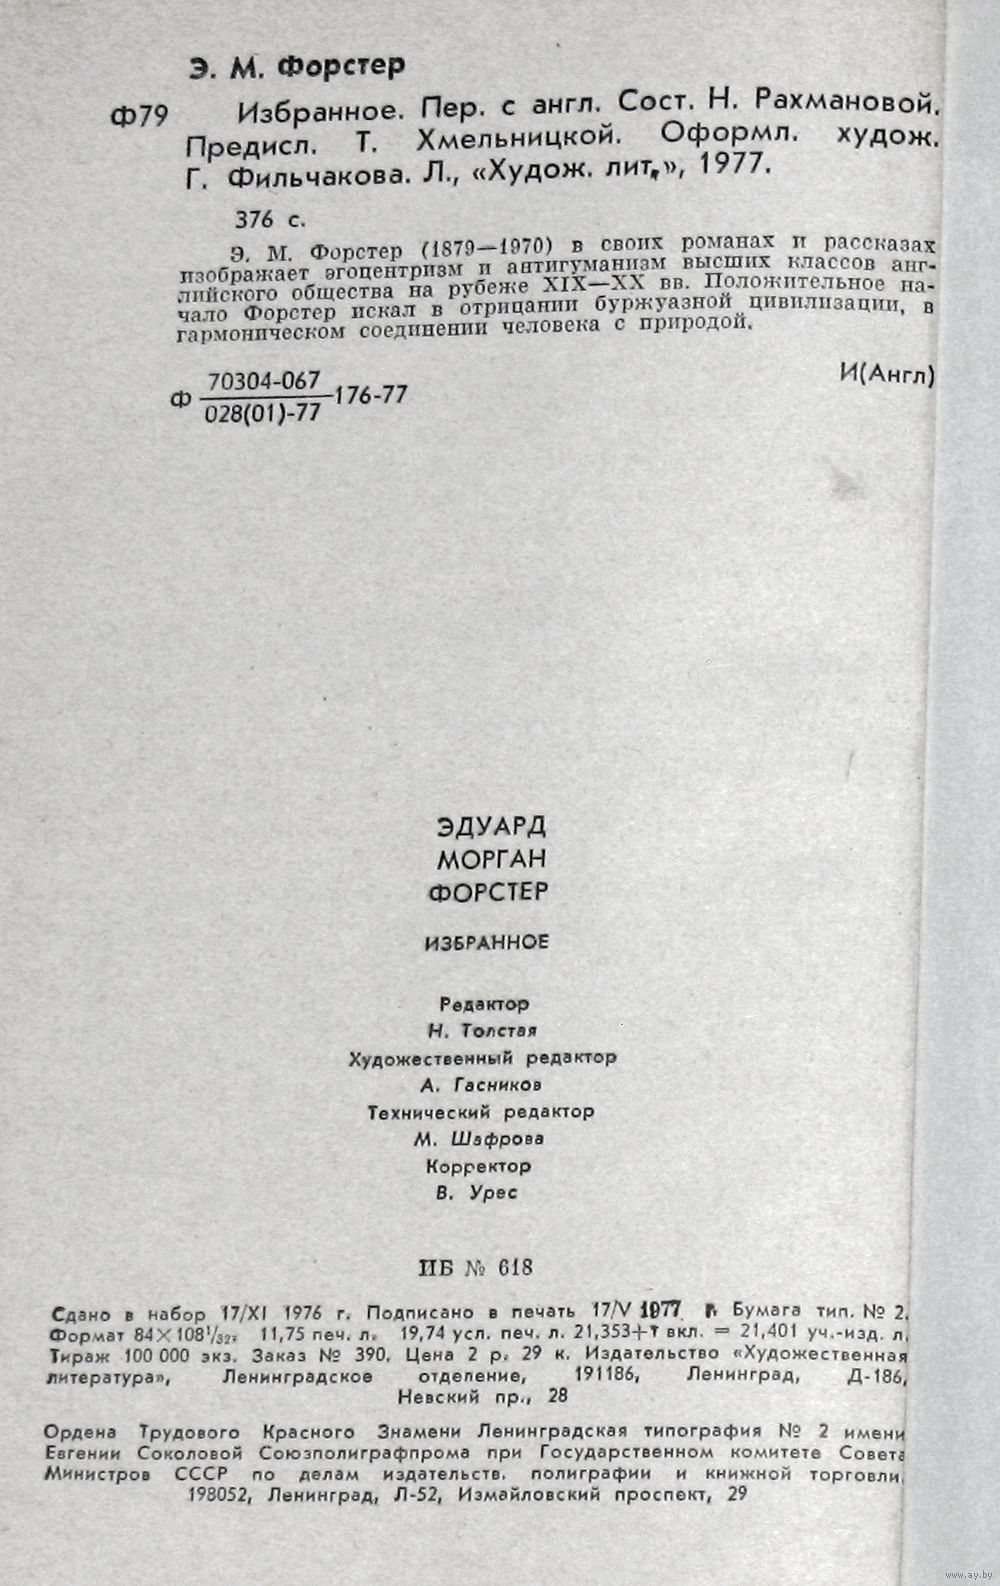 Э. М. Форстер
Ф79 Избранное. Пер. с англ. Сост. Н. Рахмановой.
Предисл. Т. Хмельницкой. Оформл. худож.
Г. Фильчакова. Л., «Худож. лит.», 1977.
376 с.
Э. М. Форстер (1879—1970) в своих романах и рассказах
изображает эгоцентризм и антигуманизм высших классов анг-
лийского общества на рубеже XIX—XX вв. Положительное на-
чало Форстер искал в отрицании буржуазной цивилизации, в
гармоническом соединении человека с природой.
И(Англ)
Ф 70304-067 / 028(01)-77 176-77
ЭДУАРД
МОРГАН
ФОРСТЕР
ИЗБРАННОЕ
Редактор
Н. Толстая
Художественный редактор
А. Гасников
Технический редактор
М. Шафрова
Корректор
В. Урес
ИБ № 618
Сдано в набор 17/XI 1976 г. Подписано в печать 17/V 1977 г. Бумага тип. № 2.
Формат 84×108¹/₃₂. 11,75 печ. л. 19,74 усл. печ. л. 21,353+1 вкл. = 21,401 уч.-изд. л.
Тираж 100 000 экз. Заказ № 390. Цена 2 р. 29 к. Издательство «Художественная
литература», Ленинградское отделение, 191186, Ленинград, Д-186,
Невский пр., 28
Ордена Трудового Красного Знамени Ленинградская типография № 2 имени
Евгении Соколовой Союзполиграфпрома при Государственном комитете Совета
Министров СССР по делам издательств, полиграфии и книжной торговли.
198052, Ленинград, Л-52, Измайловский проспект, 29
www.ay.by